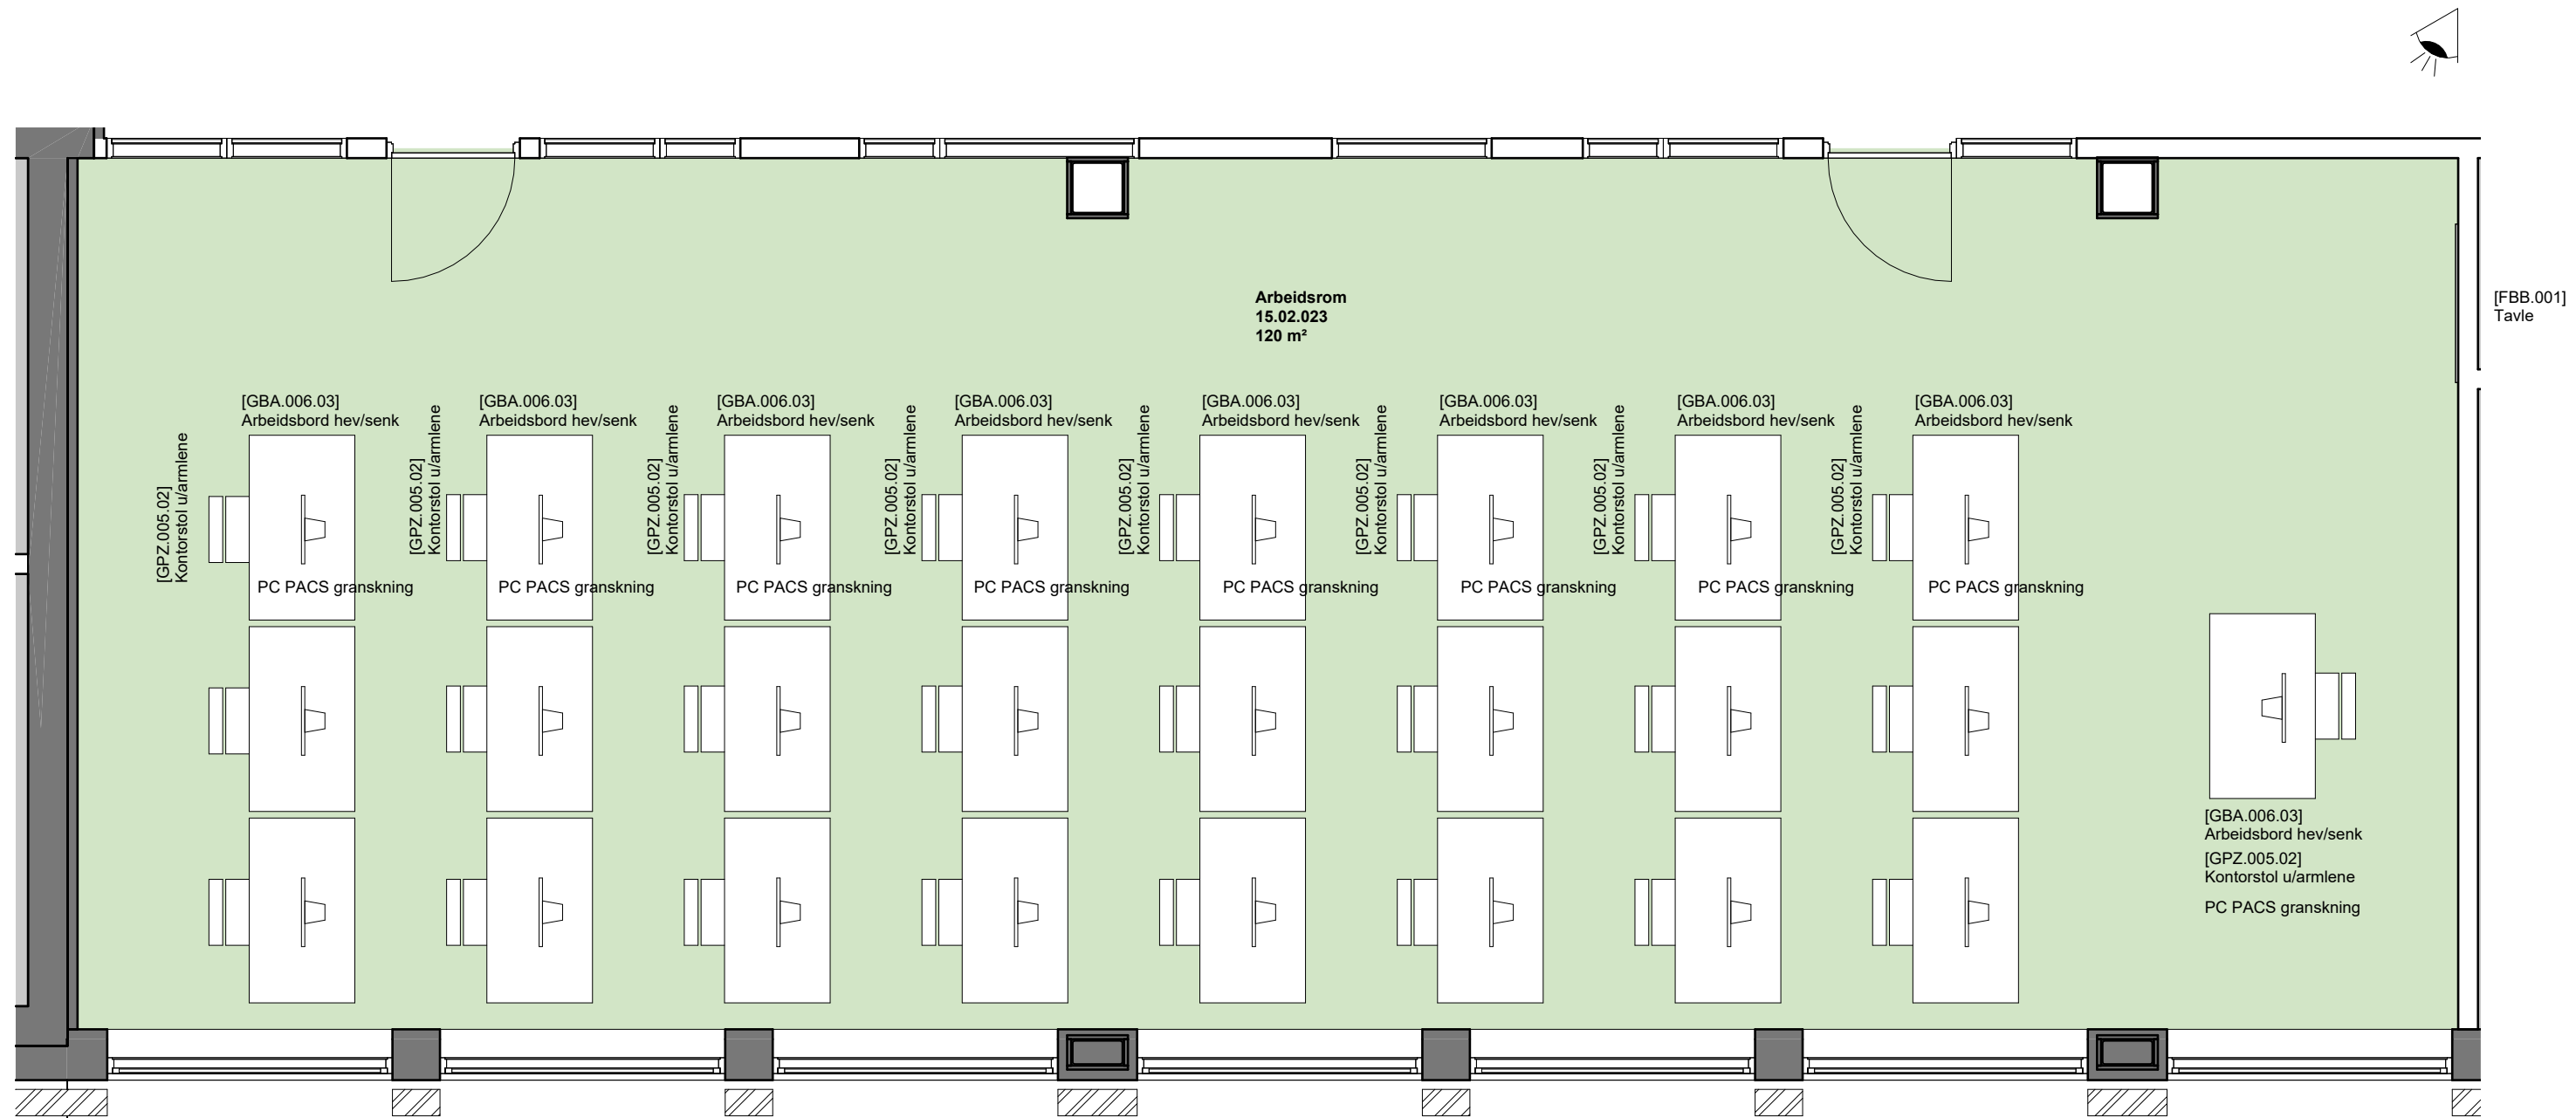 Arbeidsrom
15.02.023
120 m²
[FBB.001]
Tavle
[GBA.006.03]
Arbeidsbord hev/senk
[GBA.006.03]
Arbeidsbord hev/senk
[GBA.006.03]
Arbeidsbord hev/senk
[GBA.006.03]
Arbeidsbord hev/senk
[GBA.006.03]
Arbeidsbord hev/senk
[GBA.006.03]
Arbeidsbord hev/senk
[GBA.006.03]
Arbeidsbord hev/senk
[GBA.006.03]
Arbeidsbord hev/senk
[GPZ.005.02]
Kontorstol u/armlene
[GPZ.005.02]
Kontorstol u/armlene
[GPZ.005.02]
Kontorstol u/armlene
[GPZ.005.02]
Kontorstol u/armlene
[GPZ.005.02]
Kontorstol u/armlene
[GPZ.005.02]
Kontorstol u/armlene
[GPZ.005.02]
Kontorstol u/armlene
[GPZ.005.02]
Kontorstol u/armlene
PC PACS granskning
PC PACS granskning
PC PACS granskning
PC PACS granskning
PC PACS granskning
PC PACS granskning
PC PACS granskning
PC PACS granskning
[GBA.006.03]
Arbeidsbord hev/senk
[GPZ.005.02]
Kontorstol u/armlene
PC PACS granskning